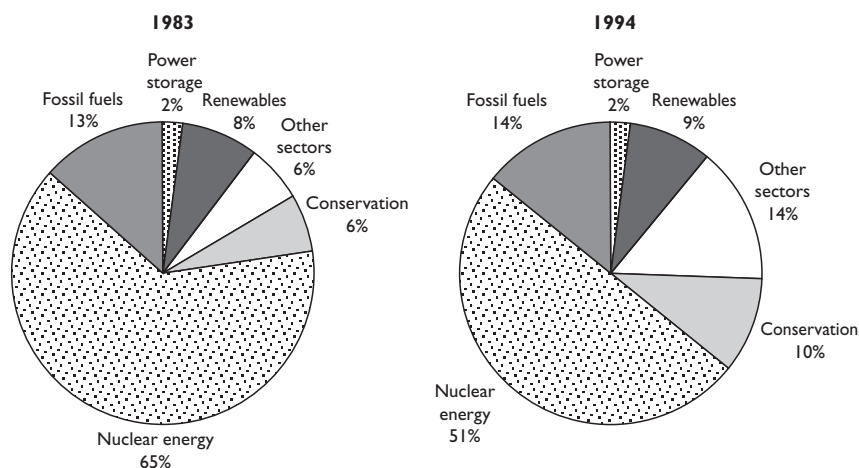 1983
Power
storage
2%
Renewables
8%
Fossil fuels
13%
Other
sectors
6%
Conservation
6%
Nuclear energy
65%
1994
Power
storage
2%
Renewables
9%
Fossil fuels
14%
Other
sectors
14%
Conservation
10%
Nuclear
energy
51%